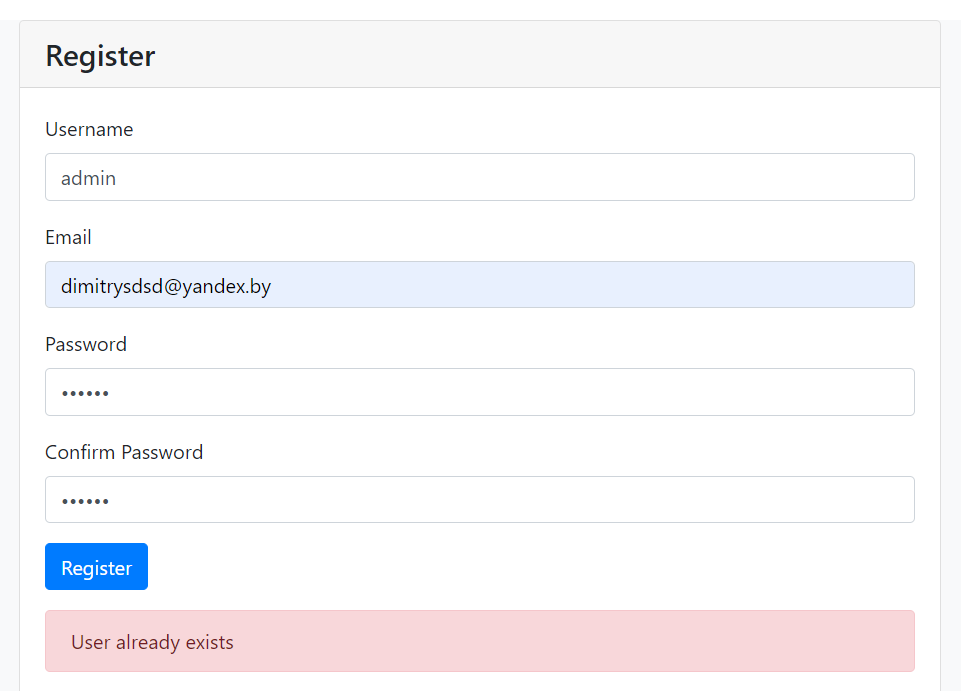 Register
Username
admin
Email
dimitrysdsd@yandex.by
Password
••••••
Confirm Password
••••••
Register
User already exists